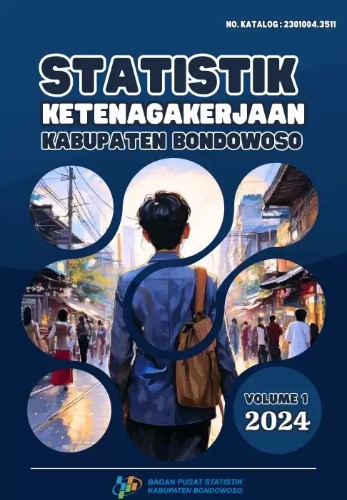 NO. KATALOG : 2301004.3511
STATISTIK
KETENAGAKERJAAN
KABUPATEN BONDOWOSO
VOLUME 1
2024
BADAN PUSAT STATISTIK
KABUPATEN BONDOWOSO